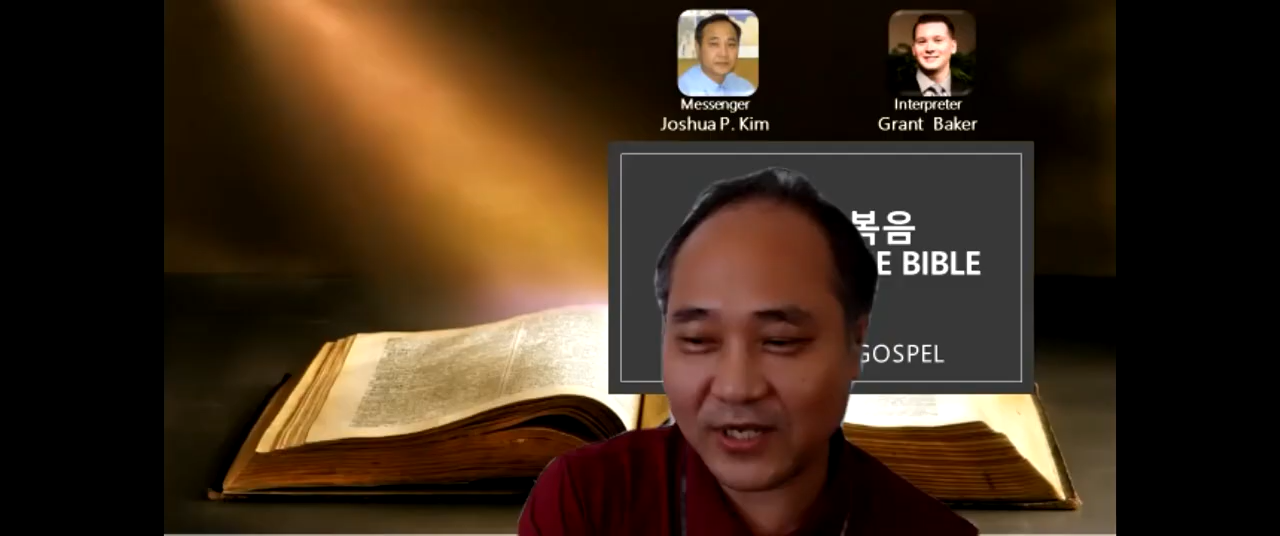 Messenger
Interpreter
Joshua P. Kim
Grant Baker
복음
E BIBLE
GOSPEL